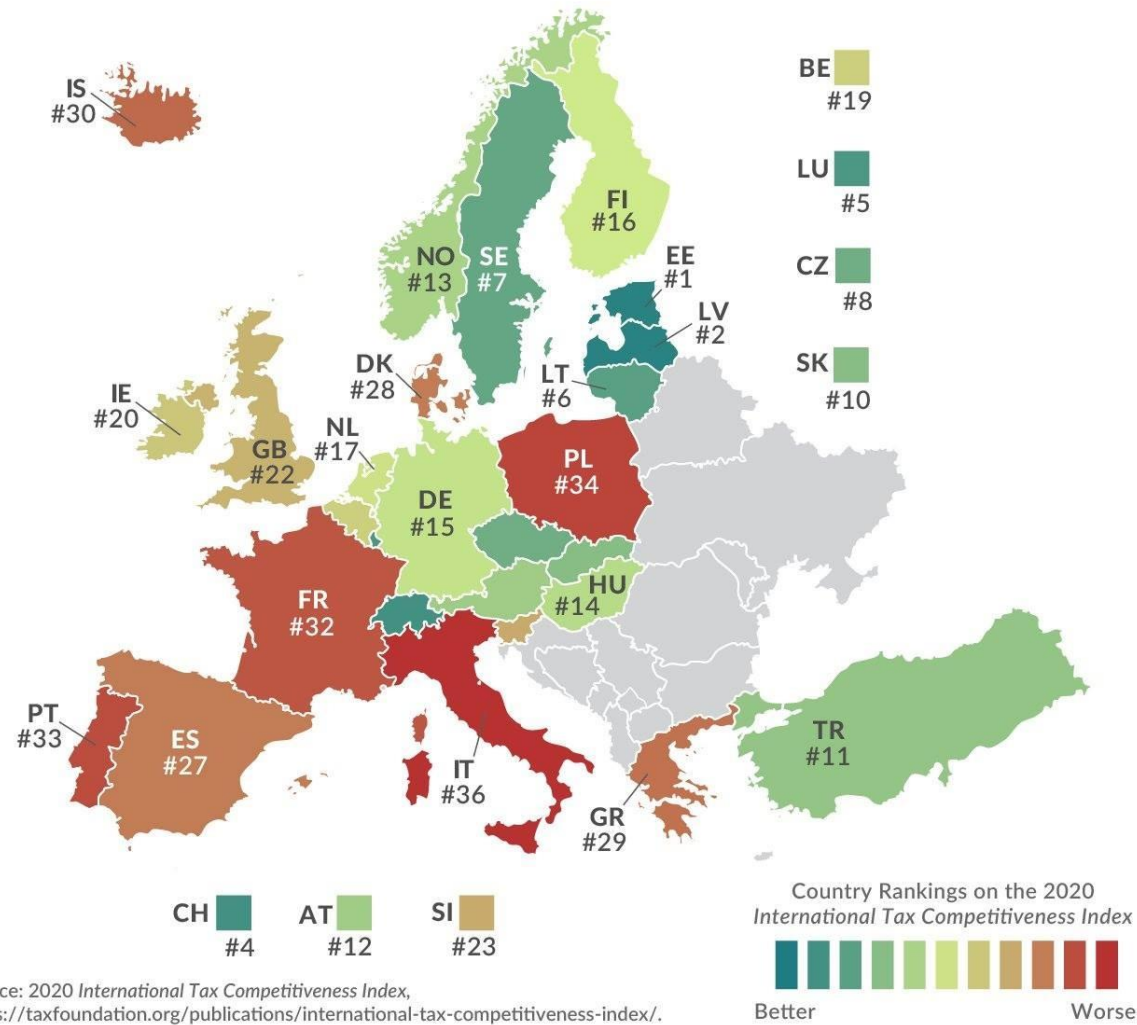 IS
#30
BE
#19
LU
#5
CZ
#8
SK
#10
FI
#16
NO
#13
SE
#7
EE
#1
LV
#2
LT
#6
DK
#28
IE
#20
GB
#22
NL
#17
DE
#15
PL
#34
HU
#14
FR
#32
PT
#33
ES
#27
IT
#36
GR
#29
TR
#11
CH
#4
AT
#12
SI
#23
Country Rankings on the 2020
International Tax Competitiveness Index
Better
Worse
ce: 2020 International Tax Competitiveness Index,
s://taxfoundation.org/publications/international-tax-competitiveness-index/.